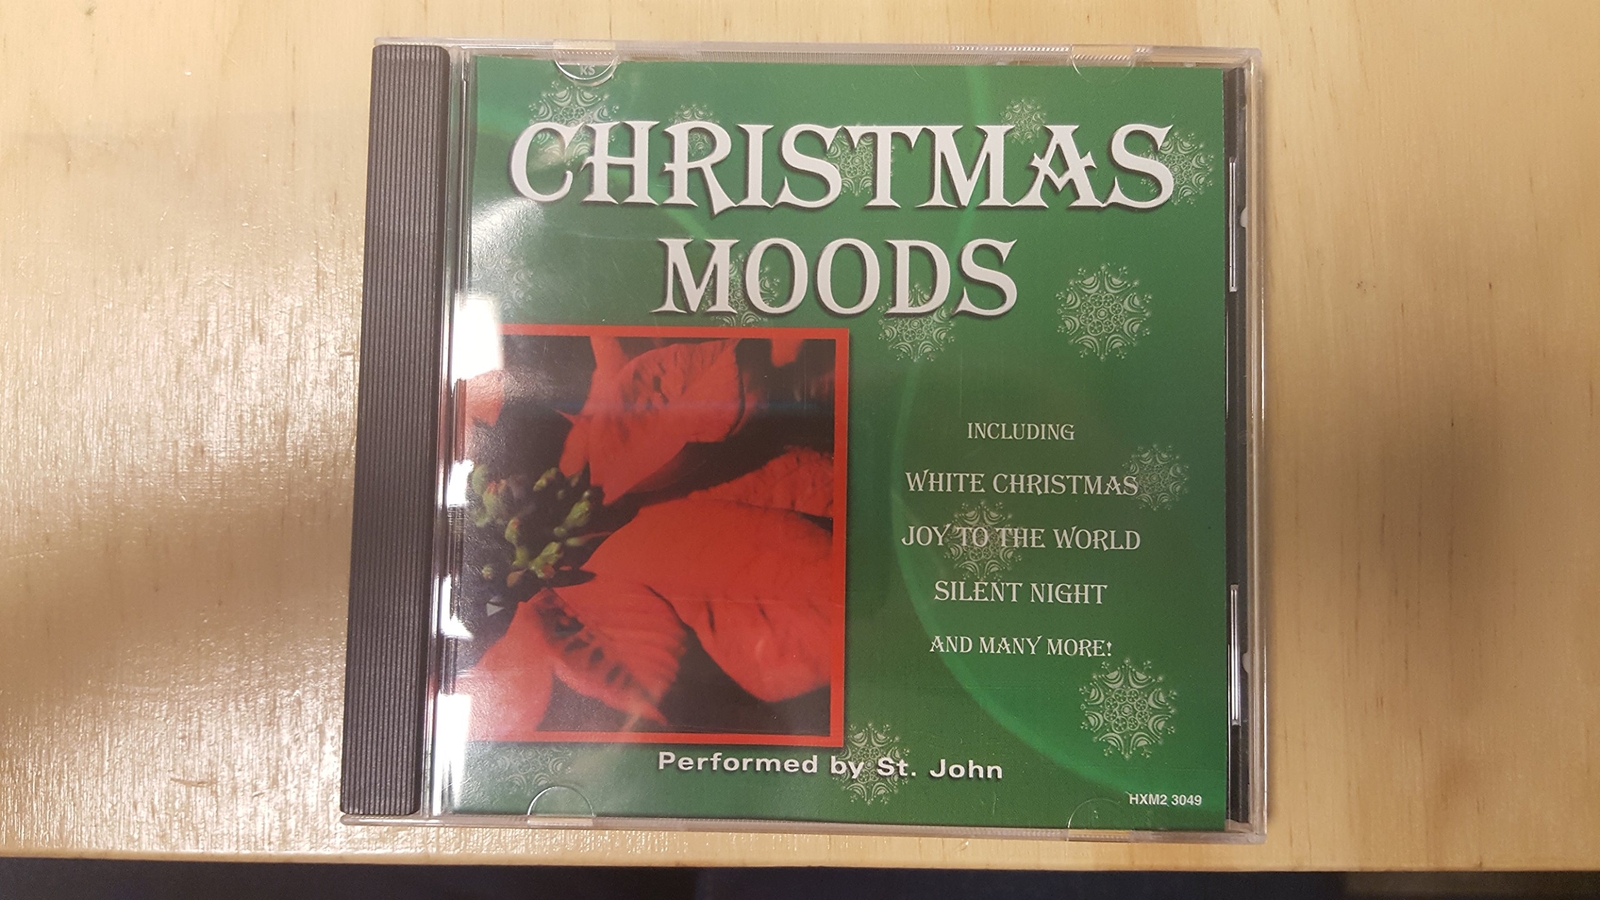 CHRISTMAS
MOODS
INCLUDING
WHITE CHRISTMAS
JOY TO THE WORLD
SILENT NIGHT
AND MANY MORE!
Performed by St. John
HXM2 3049